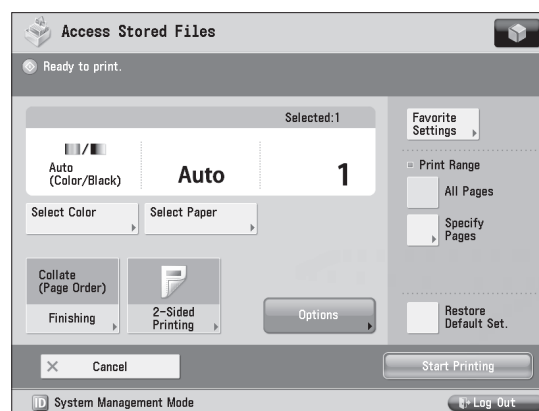 Access Stored Files
Ready to print.
Selected:1
Auto
(Color/Black)
Auto
1
Select Color
Select Paper
Collate
(Page Order)
Finishing
2-Sided
Printing
Options
Favorite
Settings
Print Range
All Pages
Specify
Pages
Restore
Default Set.
Cancel
Start Printing
ID System Management Mode
Log Out